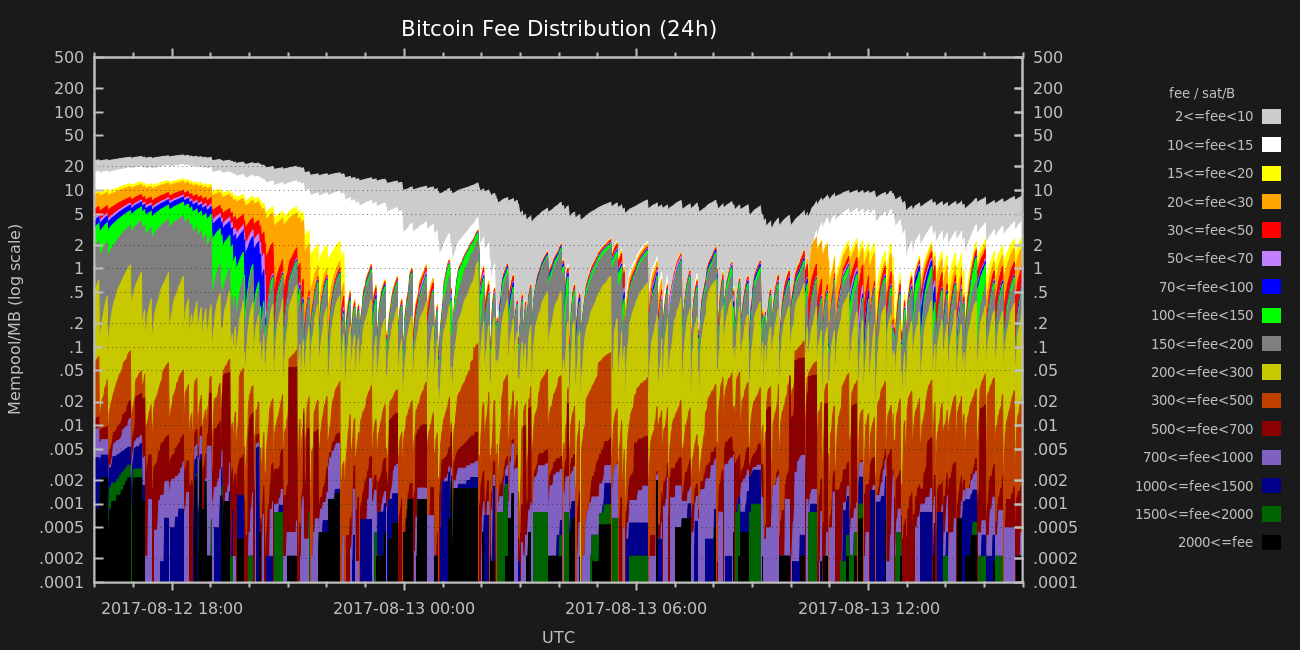 Bitcoin Fee Distribution (24h)
500 500
200 200
100 100
50 50
20 20
10 10
5 5
2 2
1 1
.5 .5
.2 .2
.1 .1
.05 .05
.02 .02
.01 .01
.005 .005
.002 .002
.001 .001
.0005 .0005
.0002 .0002
.0001 .0001
Mempool/MB (log scale)
2017-08-12 18:00 2017-08-13 00:00 2017-08-13 06:00 2017-08-13 12:00
UTC
fee / sat/B
2<=fee<10
10<=fee<15
15<=fee<20
20<=fee<30
30<=fee<50
50<=fee<70
70<=fee<100
100<=fee<150
150<=fee<200
200<=fee<300
300<=fee<500
500<=fee<700
700<=fee<1000
1000<=fee<1500
1500<=fee<2000
2000<=fee